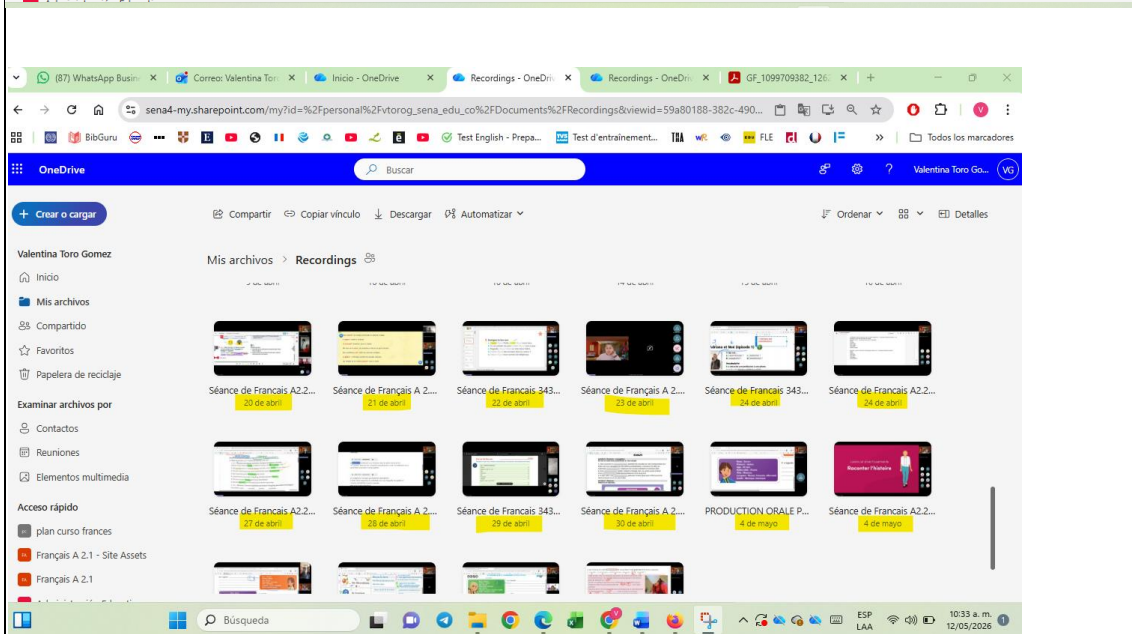 (87) WhatsApp Busin
Correo: Valentina Tor
Inicio - OneDrive
Recordings - OneDri
Recordings - OneDri
GF_1099709382_126
sena4-my.sharepoint.com/my?id=%2Fpersonal%2Fvtorog_sena_edu_co%2FDocuments%2FRecordings&viewid=59a80188-382c-490...
BibGuru
Test English - Prepa...
Test d'entraînement...
FLE
Todos los marcadores
OneDrive
Buscar
Valentina Toro Go...
VG
Crear o cargar
Compartir
Copiar vínculo
Descargar
Automatizar
Ordenar
Detalles
Valentina Toro Gomez
Inicio
Mis archivos
Compartido
Favoritos
Papelera de reciclaje
Examinar archivos por
Contactos
Reuniones
Elementos multimedia
Acceso rápido
plan curso frances
Français A 2.1 - Site Assets
Français A 2.1
Mis archivos > Recordings
Séance de Francais A2.2...
20 de abril
Séance de Français A 2....
21 de abril
Séance de Francais 343...
22 de abril
Séance de Français A 2....
23 de abril
Séance de Francais 343...
24 de abril
Séance de Francais A2.2...
24 de abril
Séance de Francais A2.2...
27 de abril
Séance de Français A 2....
28 de abril
Séance de Francais 343...
29 de abril
Séance de Français A 2....
30 de abril
PRODUCTION ORALE P...
4 de mayo
Raconter l'histoire
Séance de Francais A2.2...
4 de mayo
Búsqueda
ESP
LAA
10:33 a. m.
12/05/2026